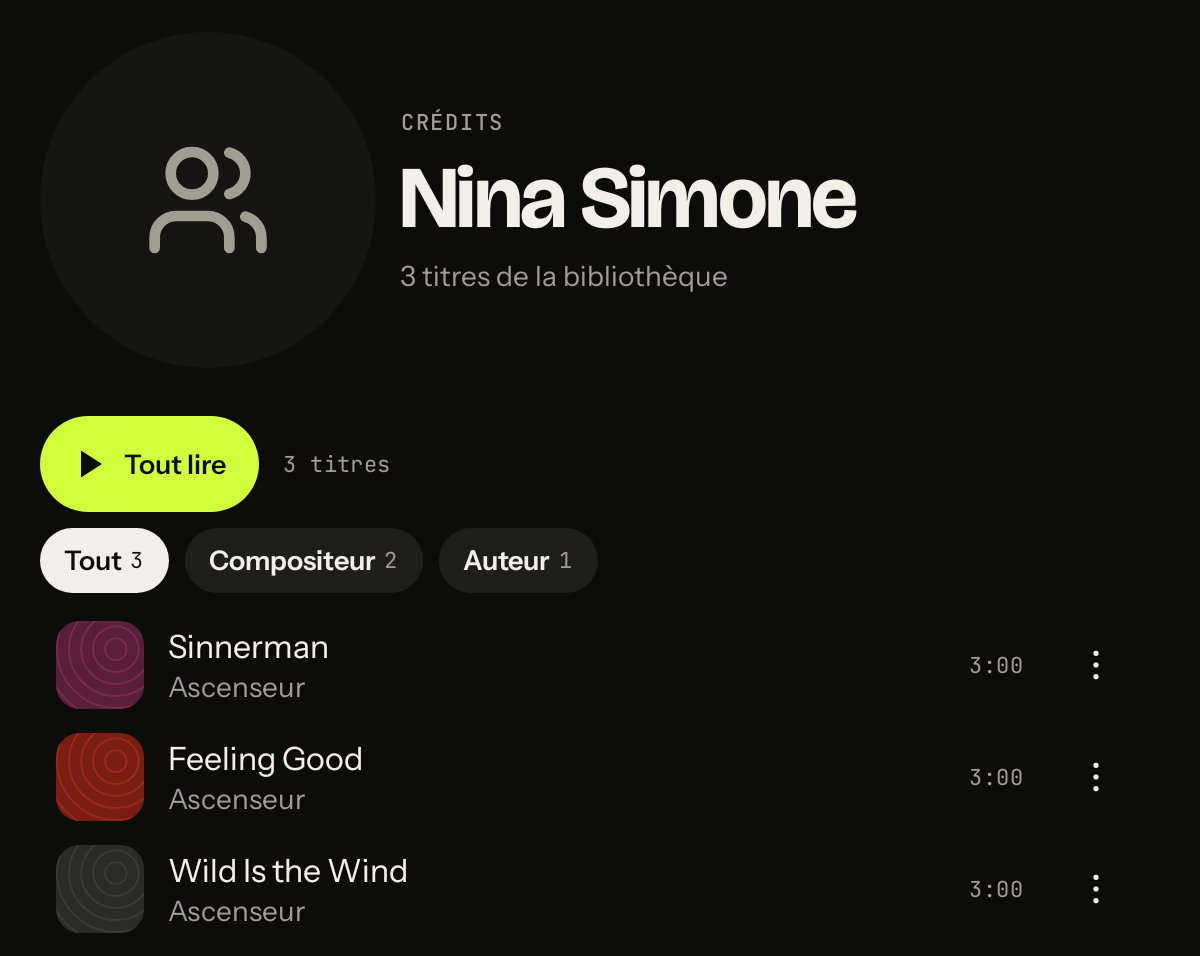 CRÉDITS
Nina Simone
3 titres de la bibliothèque
Tout lire
3 titres
Tout 3
Compositeur 2
Auteur 1
Sinnerman
Ascenseur
3:00
Feeling Good
Ascenseur
3:00
Wild Is the Wind
Ascenseur
3:00